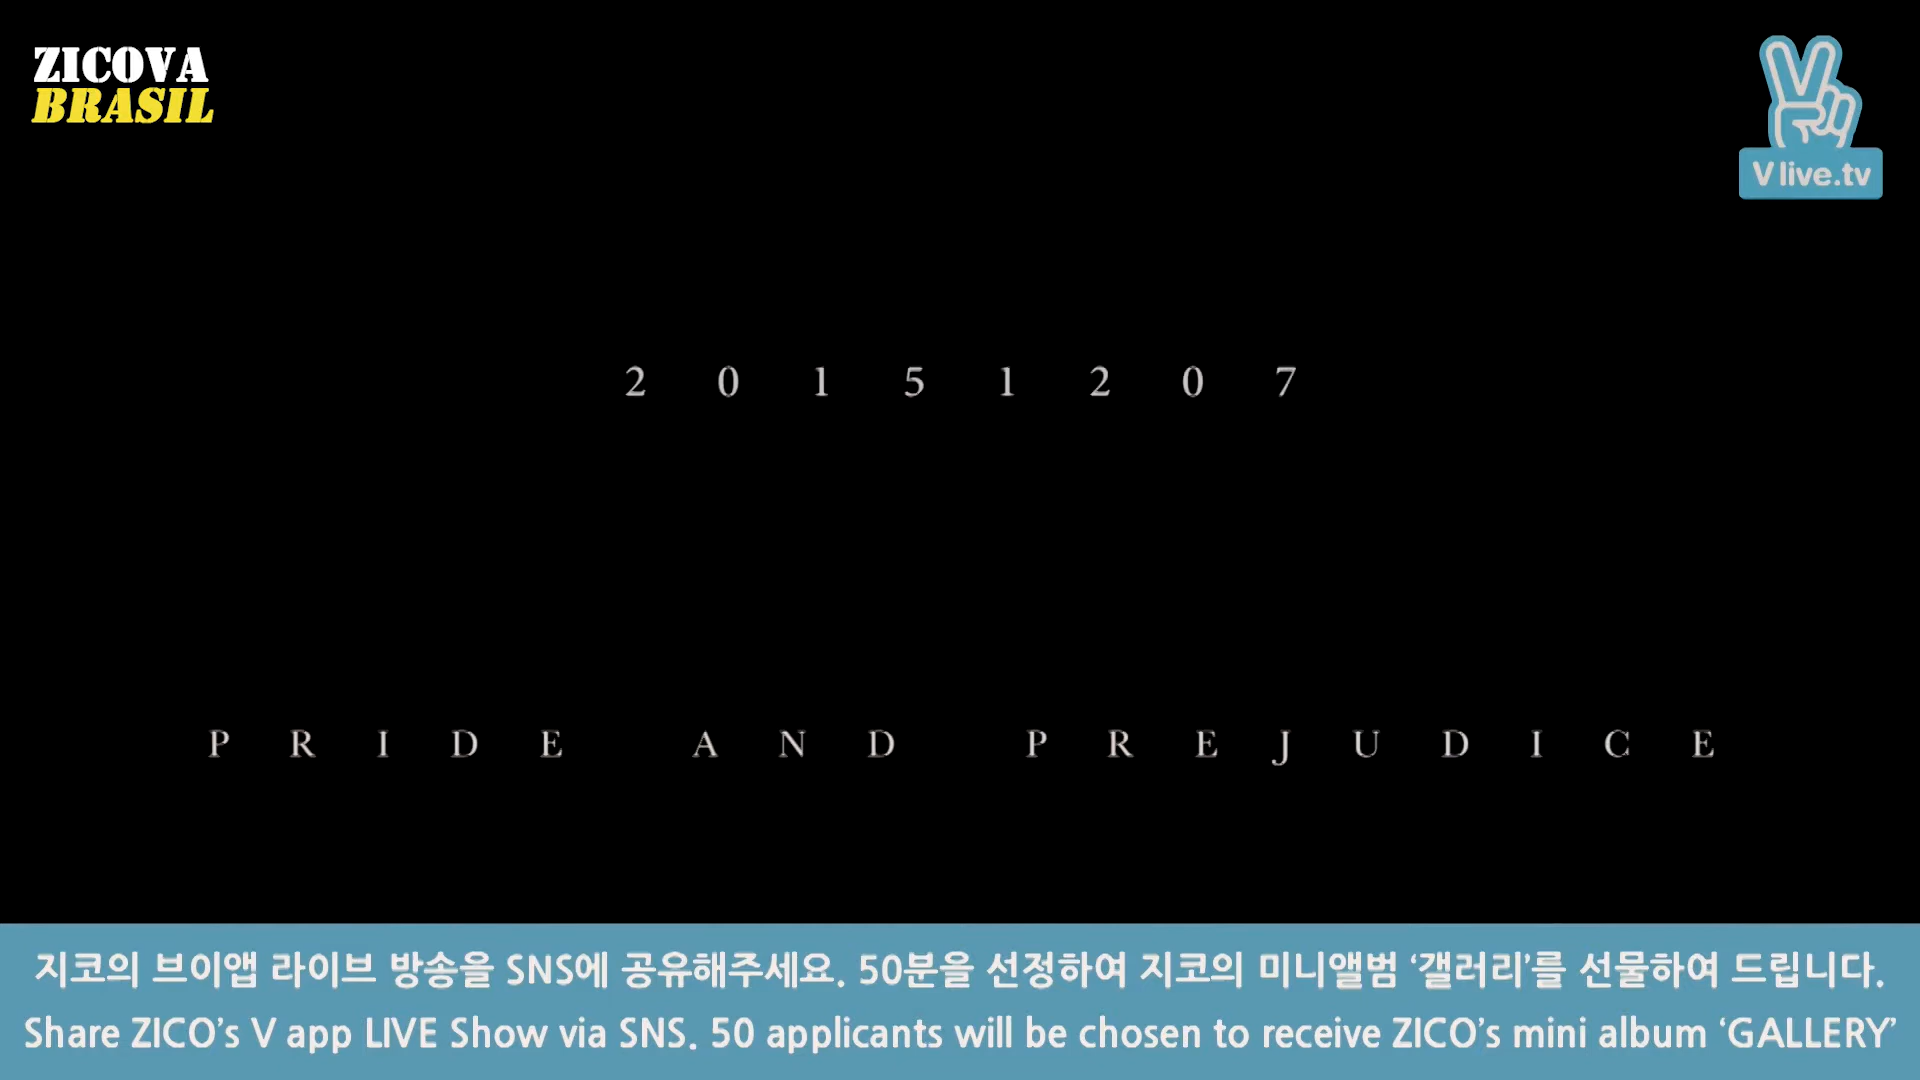 ZICOVA
BRASIL
V live.tv
2 0 1 5 1 2 0 7
P R I D E A N D P R E J U D I C E
지코의 브이앱 라이브 방송을 SNS에 공유해주세요. 50분을 선정하여 지코의 미니앨범 ‘갤러리’를 선물하여 드립니다.
Share ZICO’s V app LIVE Show via SNS. 50 applicants will be chosen to receive ZICO’s mini album ‘GALLERY’